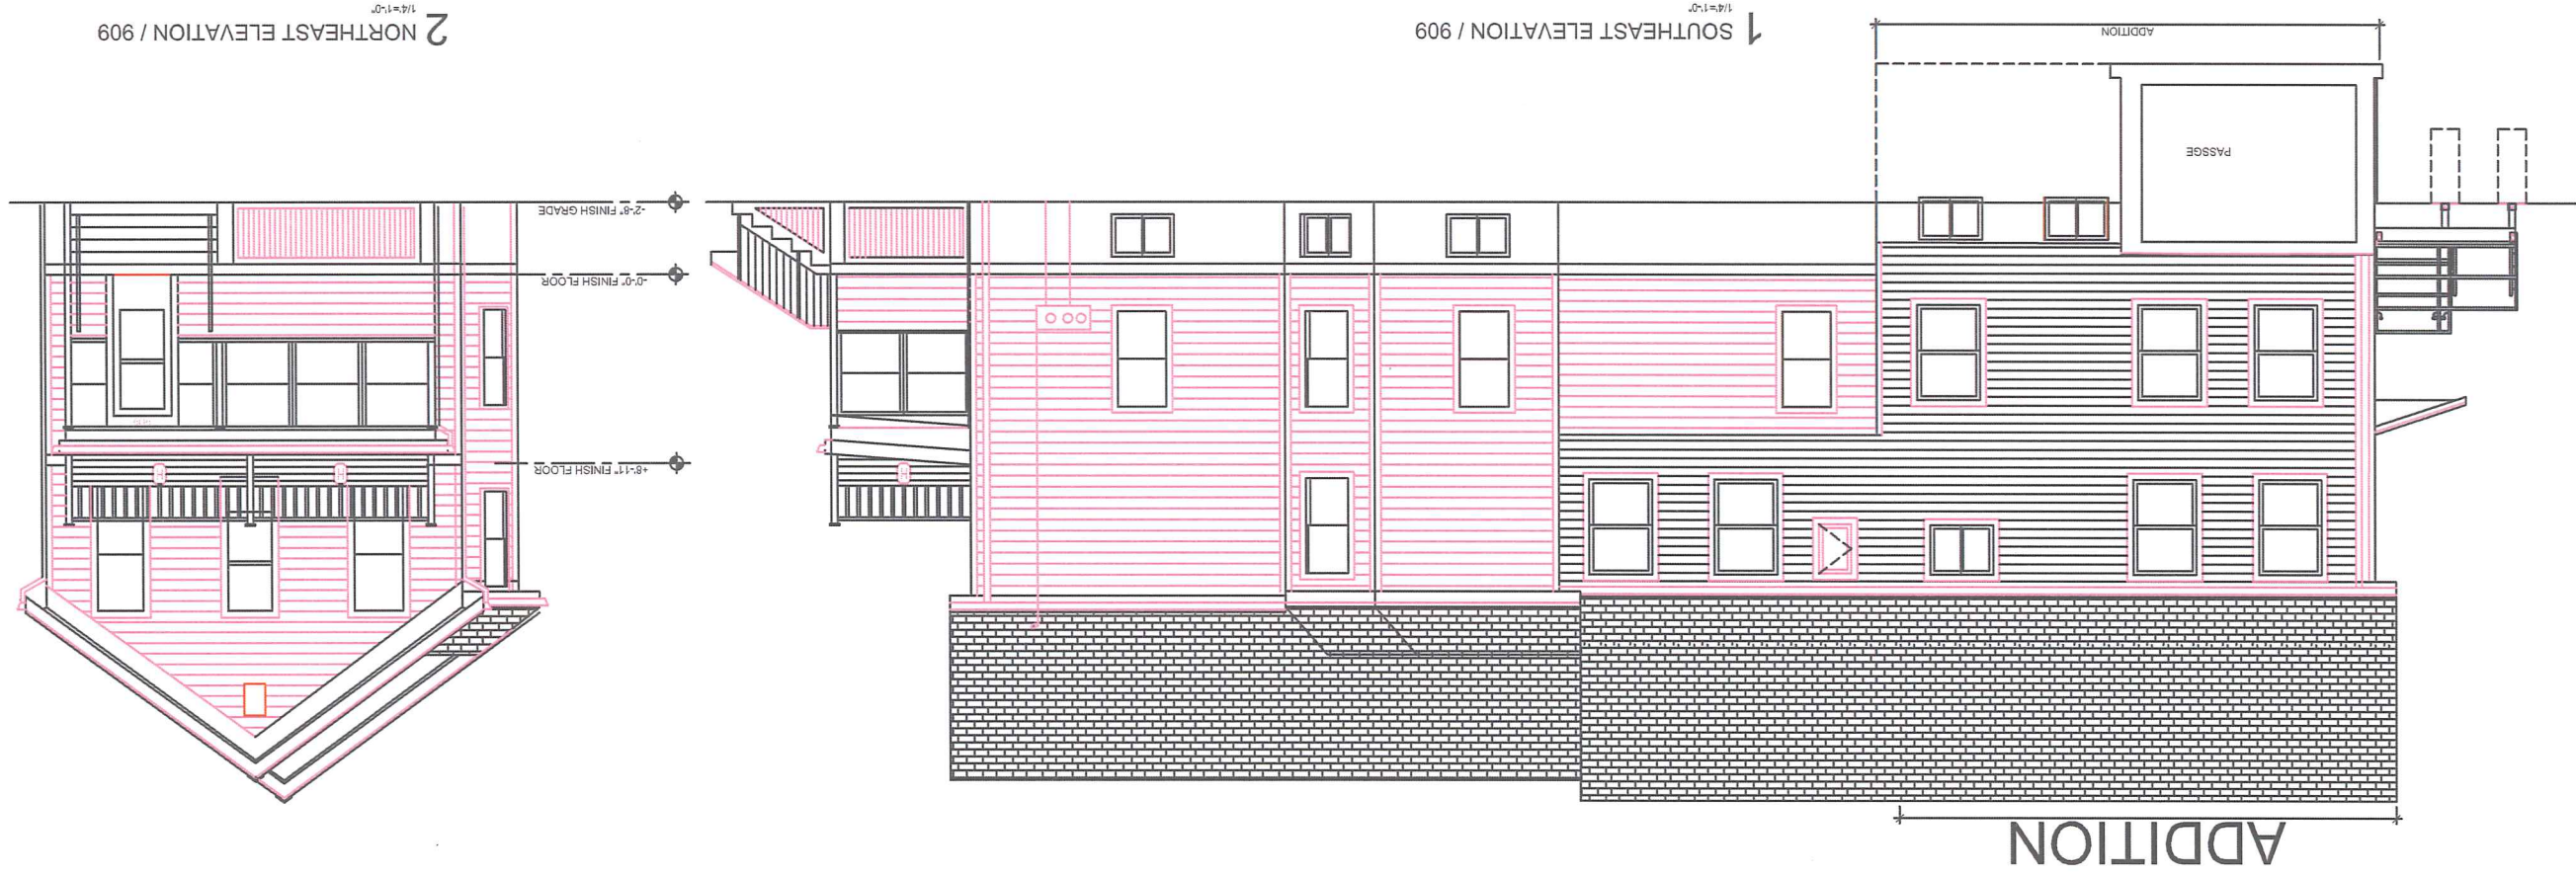 ADDITION
+8'-11" FINISH FLOOR
-0'-0" FINISH FLOOR
-2'-8" FINISH GRADE
PASSGE
ADDITION
1 SOUTHEAST ELEVATION / 909
1/4=1'-0"
2 NORTHEAST ELEVATION / 909
1/4=1'-0"